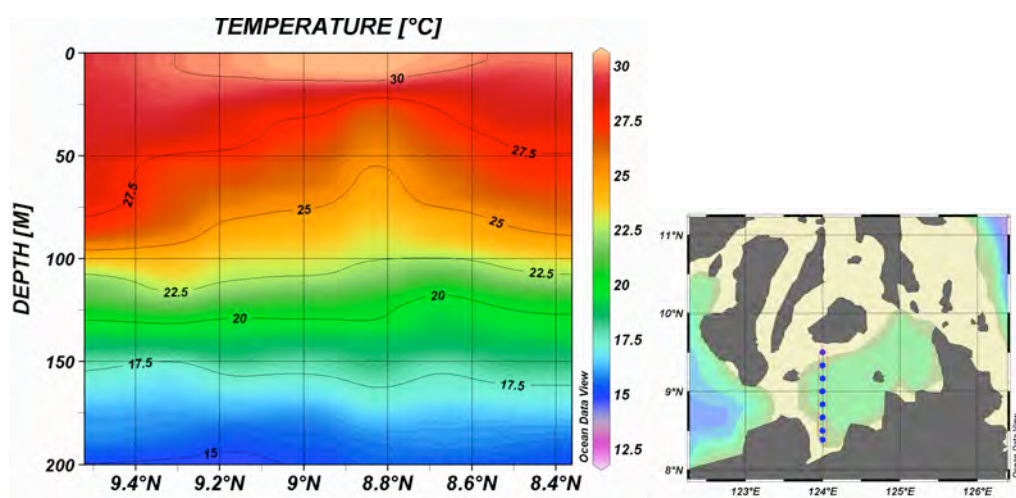 TEMPERATURE [°C]
DEPTH [M]
0
50
100
150
200
30
27.5
27.5
25
25
22.5
22.5
20
20
17.5
17.5
15
9.4°N
9.2°N
9°N
8.8°N
8.6°N
8.4°N
Ocean Data View
30
27.5
25
22.5
20
17.5
15
12.5
11°N
10°N
9°N
8°N
123°E
124°E
125°E
126°E
Ocean Data View